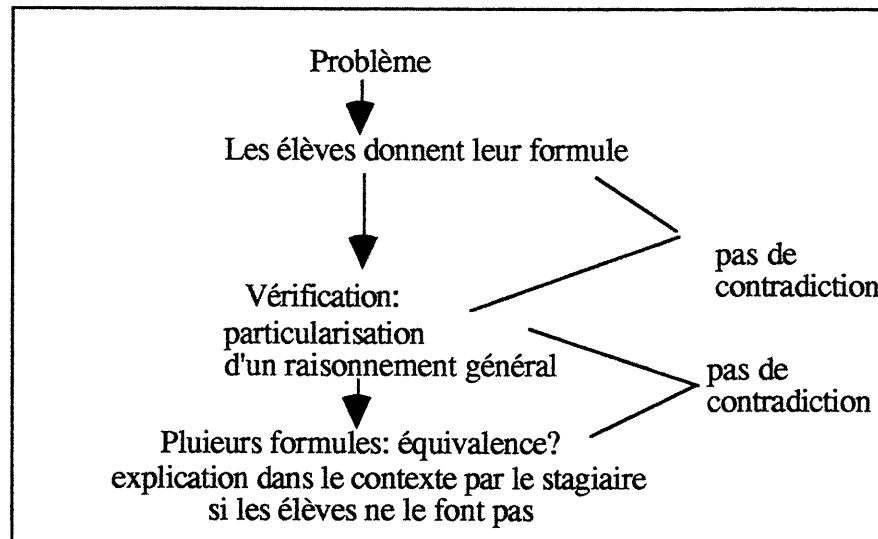 Problème
Les élèves donnent leur formule
pas de
contradiction
Vérification:
particularisation
d'un raisonnement général
pas de
contradiction
Pluieurs formules: équivalence?
explication dans le contexte par le stagiaire
si les élèves ne le font pas